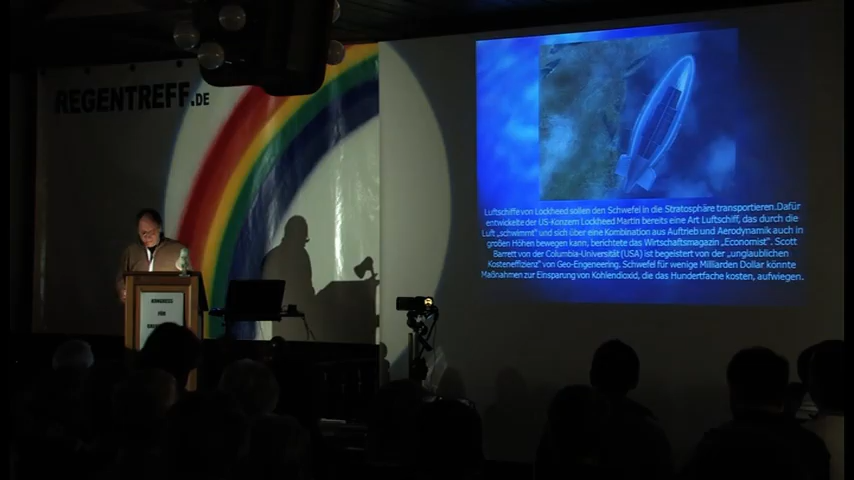 REGENTREFF.DE
Luftschiffe von Lockheed sollen den Schwefel in die Stratosphäre transportieren.Dafür
entwickelte der US-Konzern Lockheed Martin bereits eine Art Luftschiff, das durch die
Luft „schwimmt" und sich über eine Kombination aus Auftrieb und Aerodynamik auch in
großen Höhen bewegen kann, berichtete das Wirtschaftsmagazin „Economist". Scott
Barrett von der Columbia-Universität (USA) ist begeistert von der „unglaublichen
Kosteneffizienz" von Geo-Engeneering. Schwefel für wenige Milliarden Dollar könnte
Maßnahmen zur Einsparung von Kohlendioxid, die das Hundertfache kosten, aufwiegen.
KONGRESS
FÜR